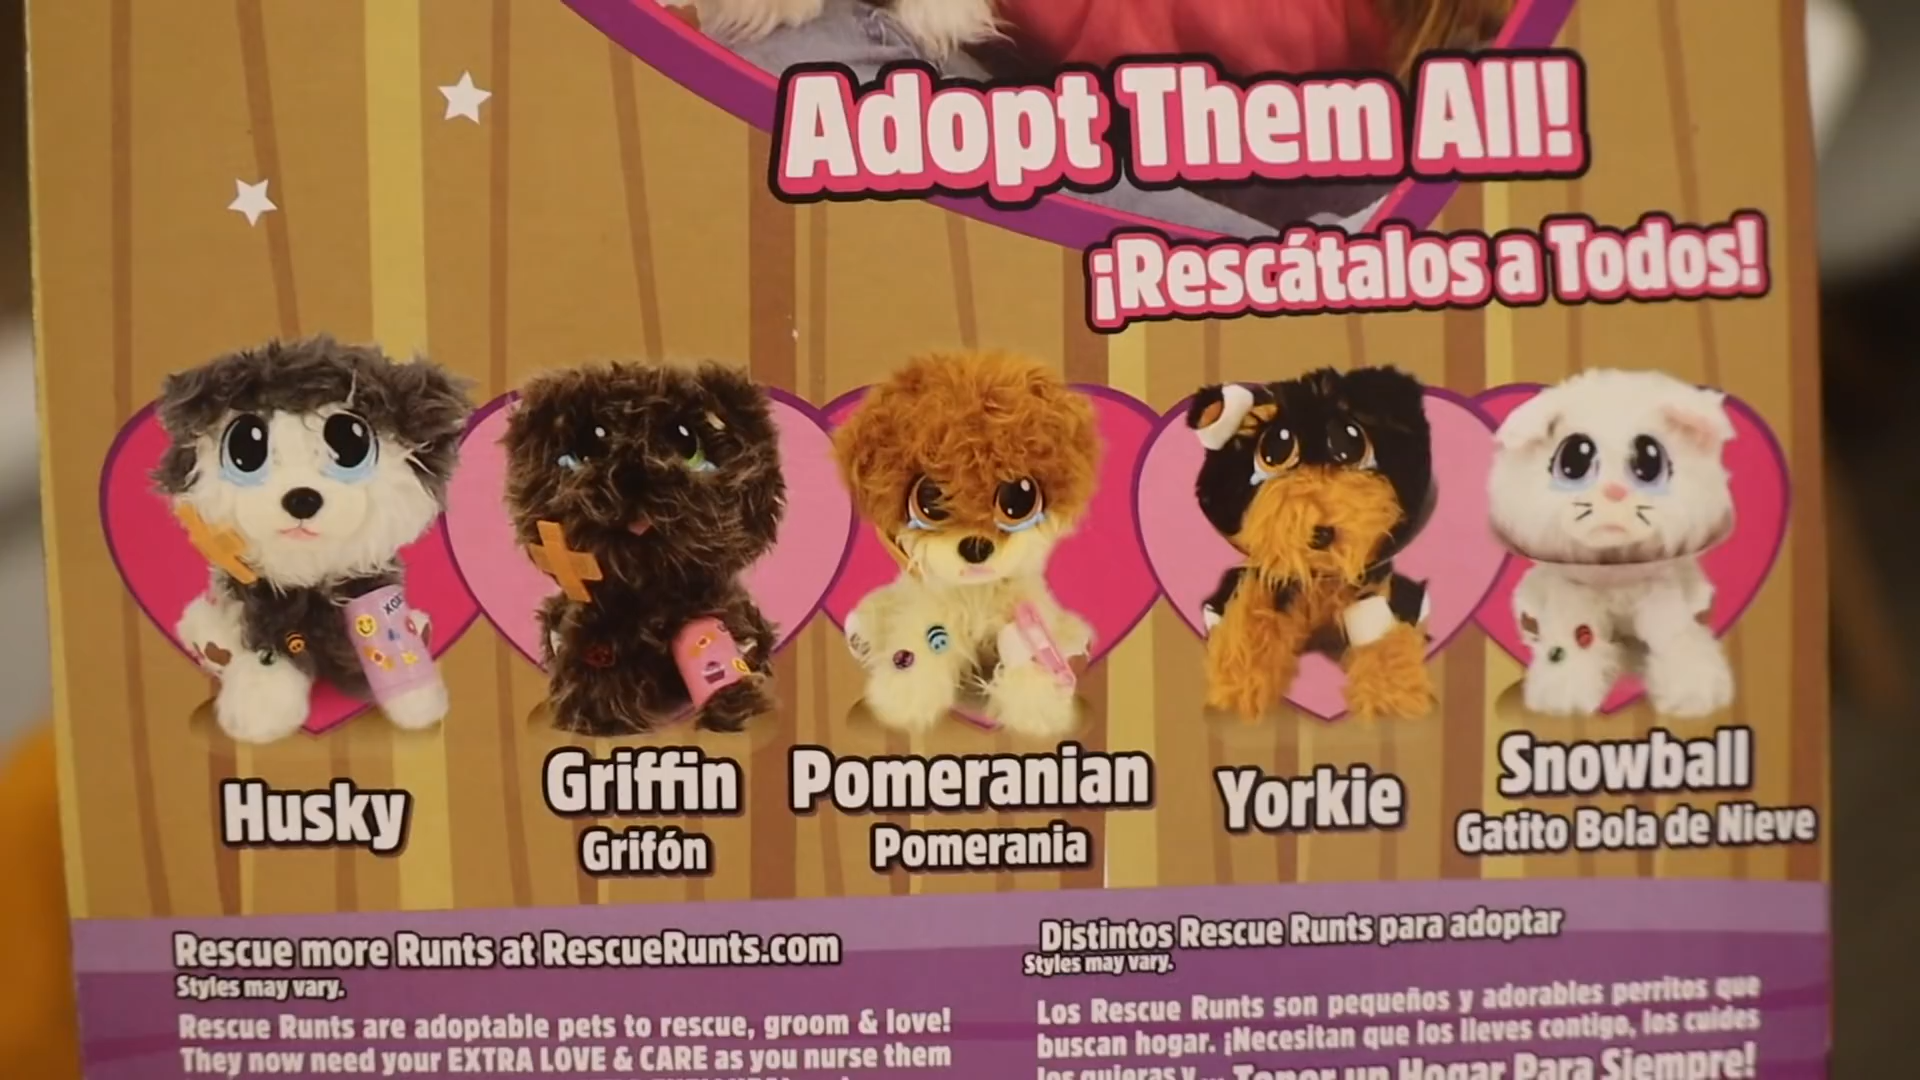 Adopt Them All!
¡Rescátalos a Todos!
XOX
Husky
Griffin
Grifón
Pomeranian
Pomerania
Yorkie
Snowball
Gatito Bola de Nieve
Rescue more Runts at RescueRunts.com
Styles may vary.
Rescue Runts are adoptable pets to rescue, groom & love!
They now need your EXTRA LOVE & CARE as you nurse them
Distintos Rescue Runts para adoptar
Styles may vary.
Los Rescue Runts son pequeños y adorables perritos que
buscan hogar. ¡Necesitan que los lleves contigo, los cuides
los quieras y... Tener un Hogar Para Siempre!